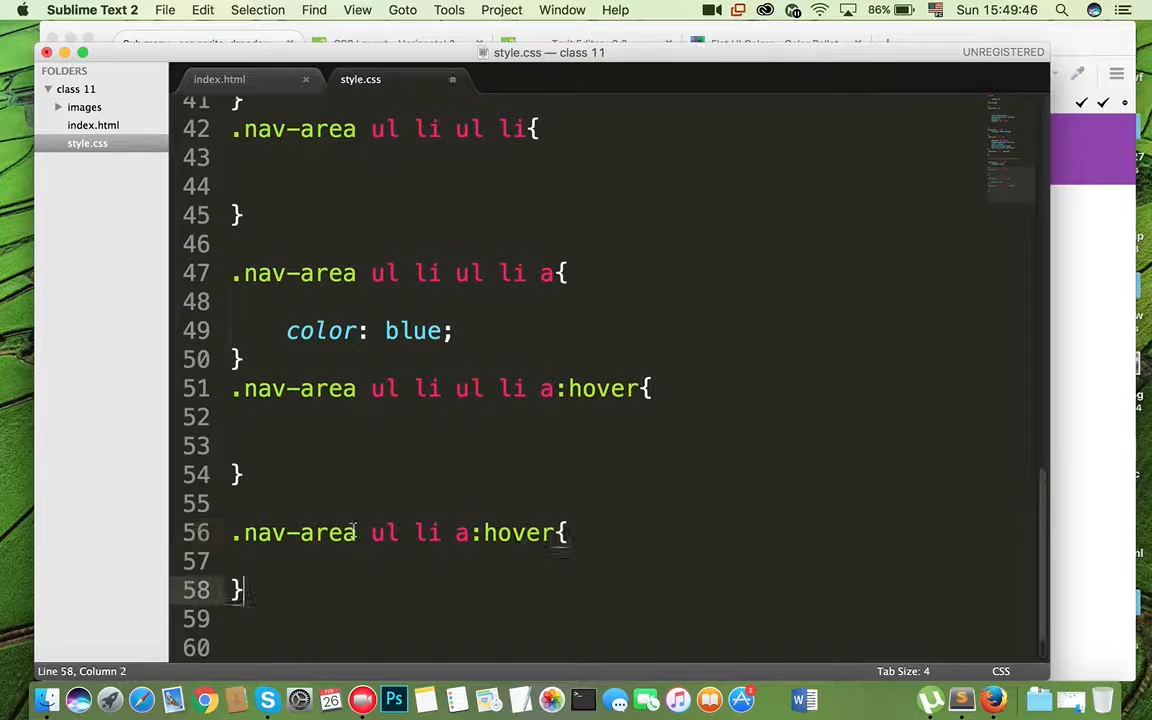 Sublime Text 2 File Edit Selection Find View Goto Tools Project Window Help 86% Sun 15:49:46
style.css — class 11 UNREGISTERED
FOLDERS
class 11
images
index.html
style.css
index.html style.css
41 }
42 .nav-area ul li ul li{
43
44
45 }
46
47 .nav-area ul li ul li a{
48
49 color: blue;
50 }
51 .nav-area ul li ul li a:hover{
52
53
54 }
55
56 .nav-area ul li a:hover{
57
58 }
59
60
Line 58, Column 2 Tab Size: 4 CSS